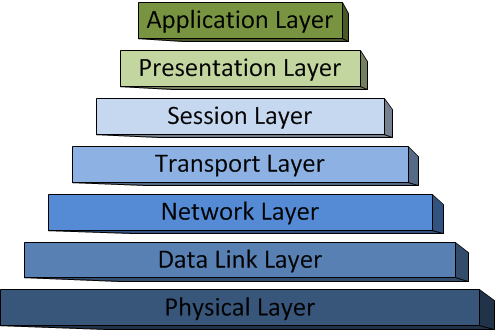 Application Layer
Presentation Layer
Session Layer
Transport Layer
Network Layer
Data Link Layer
Physical Layer